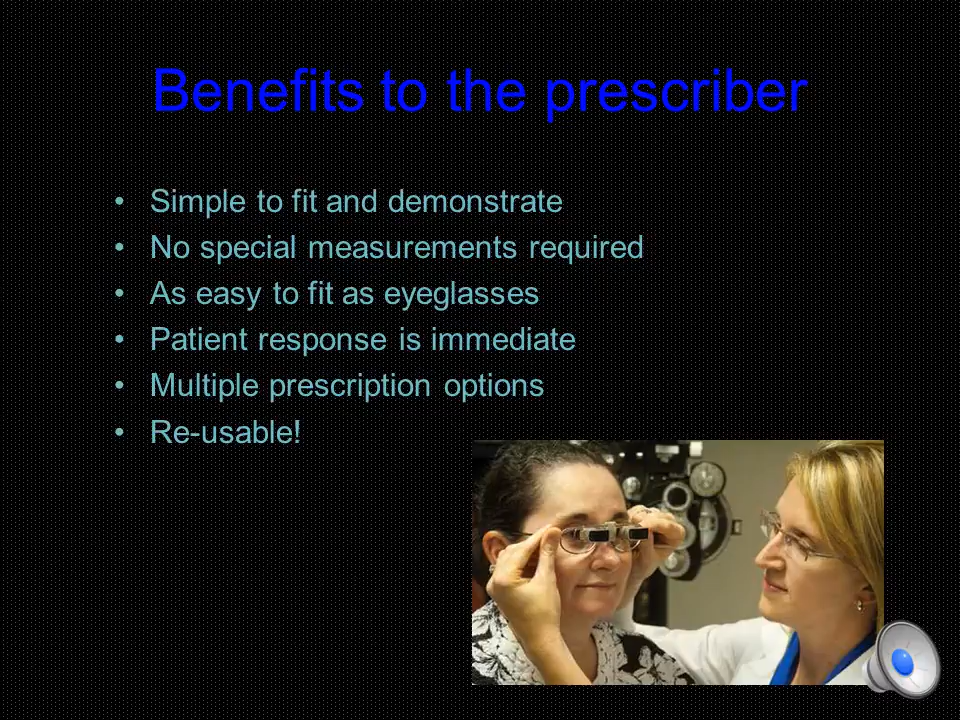 Benefits to the prescriber
• Simple to fit and demonstrate
• No special measurements required
• As easy to fit as eyeglasses
• Patient response is immediate
• Multiple prescription options
• Re-usable!